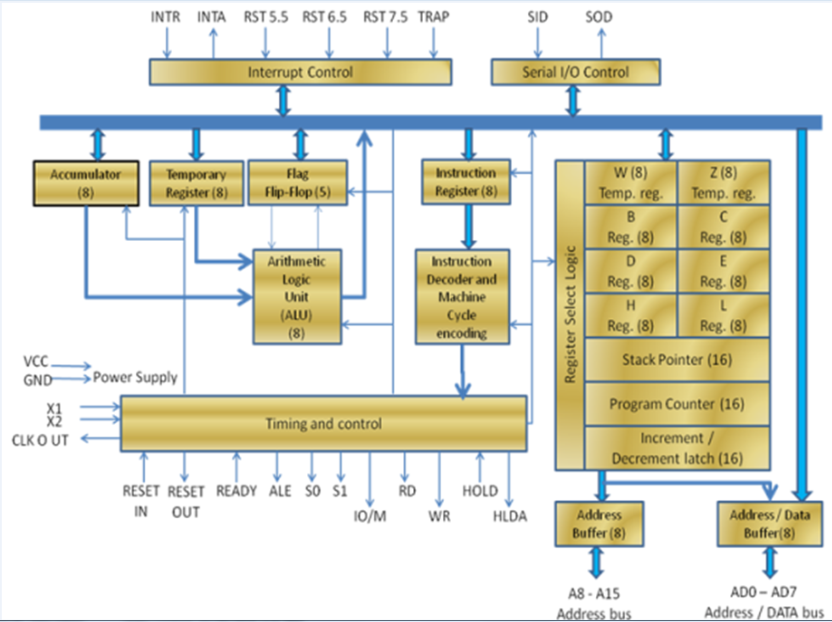 INTR INTA RST 5.5 RST 6.5 RST 7.5 TRAP SID SOD
Interrupt Control
Serial I/O Control
Accumulator
(8)
Temporary
Register (8)
Flag
Flip-Flop (5)
Instruction
Register (8)
W (8)
Temp. reg.
Z (8)
Temp. reg.
B
Reg. (8)
C
Reg. (8)
D
Reg. (8)
E
Reg. (8)
H
Reg. (8)
L
Reg. (8)
Register Select Logic
Arithmetic
Logic
Unit
(ALU)
(8)
Instruction
Decoder and
Machine
Cycle
encoding
Stack Pointer (16)
Program Counter (16)
Increment /
Decrement latch (16)
VCC
GND Power Supply
X1
X2
CLK O UT
Timing and control
RESET
IN
RESET
OUT
READY
ALE
S0
S1
IO/M
RD
WR
HOLD
HLDA
Address
Buffer (8)
Address / Data
Buffer(8)
A8 - A15
Address bus
AD0 – AD7
Address / DATA bus